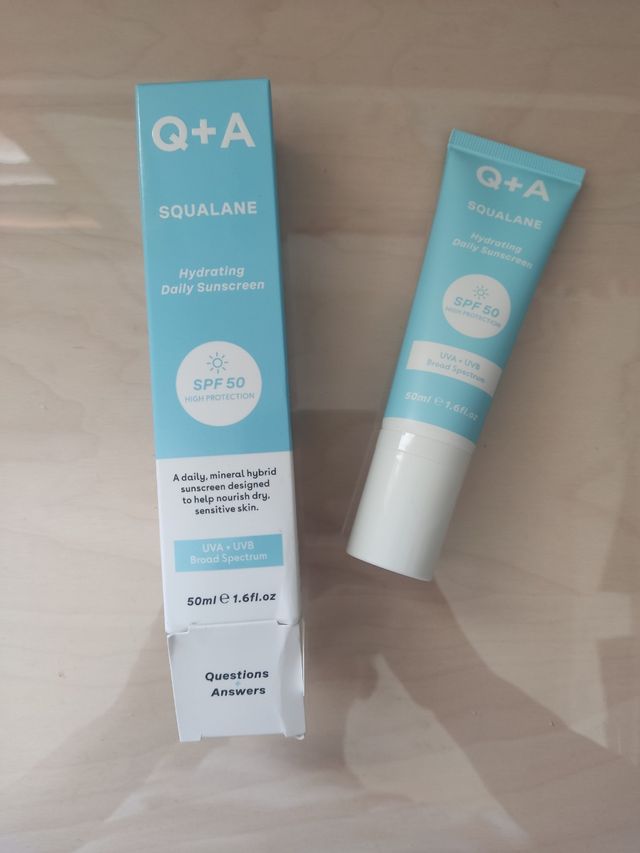 Q+A
SQUALANE
Hydrating
Daily Sunscreen
SPF 50
HIGH PROTECTION
A daily, mineral hybrid
sunscreen designed
to help nourish dry,
sensitive skin.
UVA + UVB
Broad Spectrum
50ml ℮ 1.6fl.oz
Questions
+
Answers
Q+A
SQUALANE
Hydrating
Daily Sunscreen
SPF 50
HIGH PROTECTION
UVA + UVB
Broad Spectrum
50ml ℮ 1.6fl.oz